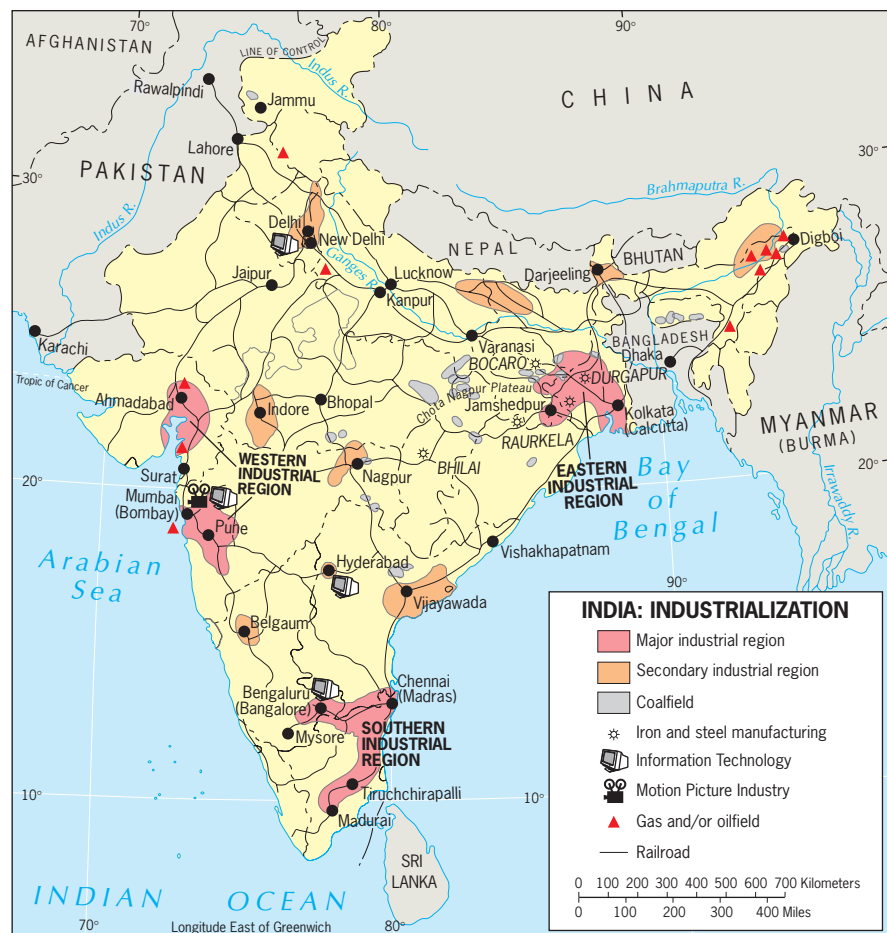 70°
80°
90°
AFGHANISTAN
LINE OF CONTROL
Indus R.
Rawalpindi
Jammu
CHINA
Lahore
PAKISTAN
30°
30°
Indus R.
Brahmaputra R.
Delhi
New Delhi
NEPAL
BHUTAN
Digboi
Ganges R.
Lucknow
Darjeeling
Jaipur
Kanpur
Karachi
Varanasi
BANGLADESH
Dhaka
BOCARO
DURGAPUR
Tropic of Cancer
Chota Nagpur Plateau
Ahmadabad
Indore
Bhopal
Jamshedpur
Kolkata
(Calcutta)
MYANMAR
(BURMA)
RAURKELA
WESTERN
INDUSTRIAL
REGION
BHILAI
EASTERN
INDUSTRIAL
REGION
Surat
Nagpur
20°
20°
Bay
of
Bengal
Irrawaddy R.
Mumbai
(Bombay)
Pune
Arabian
Sea
Hyderabad
Vishakhapatnam
90°
Vijayawada
Belgaum
Bengaluru
(Bangalore)
Chennai
(Madras)
Mysore
SOUTHERN
INDUSTRIAL
REGION
Tiruchchirapalli
10°
10°
Madurai
SRI
LANKA
INDIAN OCEAN
70°
Longitude East of Greenwich
80°
INDIA: INDUSTRIALIZATION
Major industrial region
Secondary industrial region
Coalfield
Iron and steel manufacturing
Information Technology
Motion Picture Industry
Gas and/or oilfield
Railroad
0 100 200 300 400 500 600 700 Kilometers
0 100 200 300 400 Miles